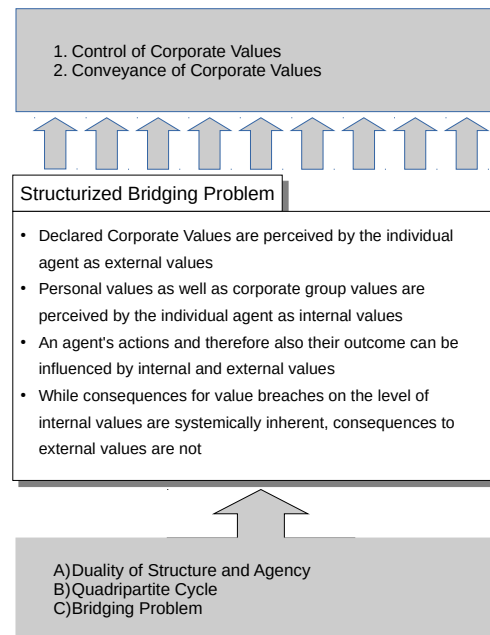 1. Control of Corporate Values
2. Conveyance of Corporate Values
Structurized Bridging Problem
• Declared Corporate Values are perceived by the individual
agent as external values
• Personal values as well as corporate group values are
perceived by the individual agent as internal values
• An agent's actions and therefore also their outcome can be
influenced by internal and external values
• While consequences for value breaches on the level of
internal values are systemically inherent, consequences to
external values are not
A)Duality of Structure and Agency
B)Quadripartite Cycle
C)Bridging Problem